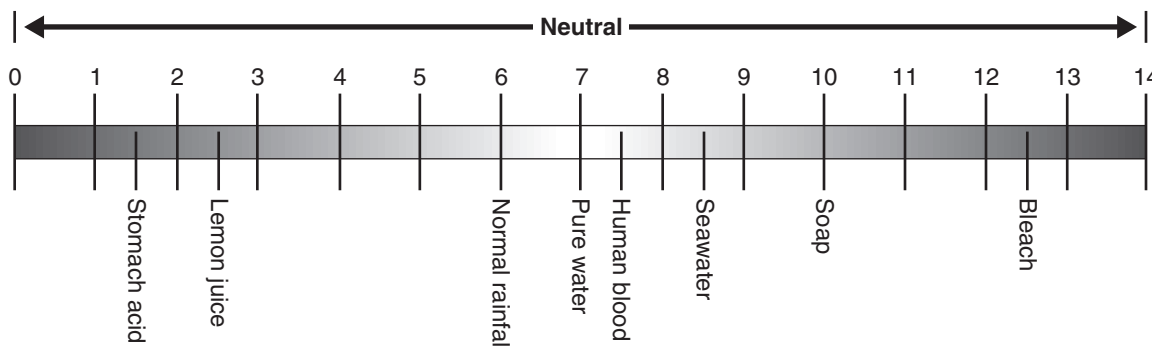 Neutral
0 1 2 3 4 5 6 7 8 9 10 11 12 13 14
Stomach acid
Lemon juice
Normal rainfal
Pure water
Human blood
Seawater
Soap
Bleach